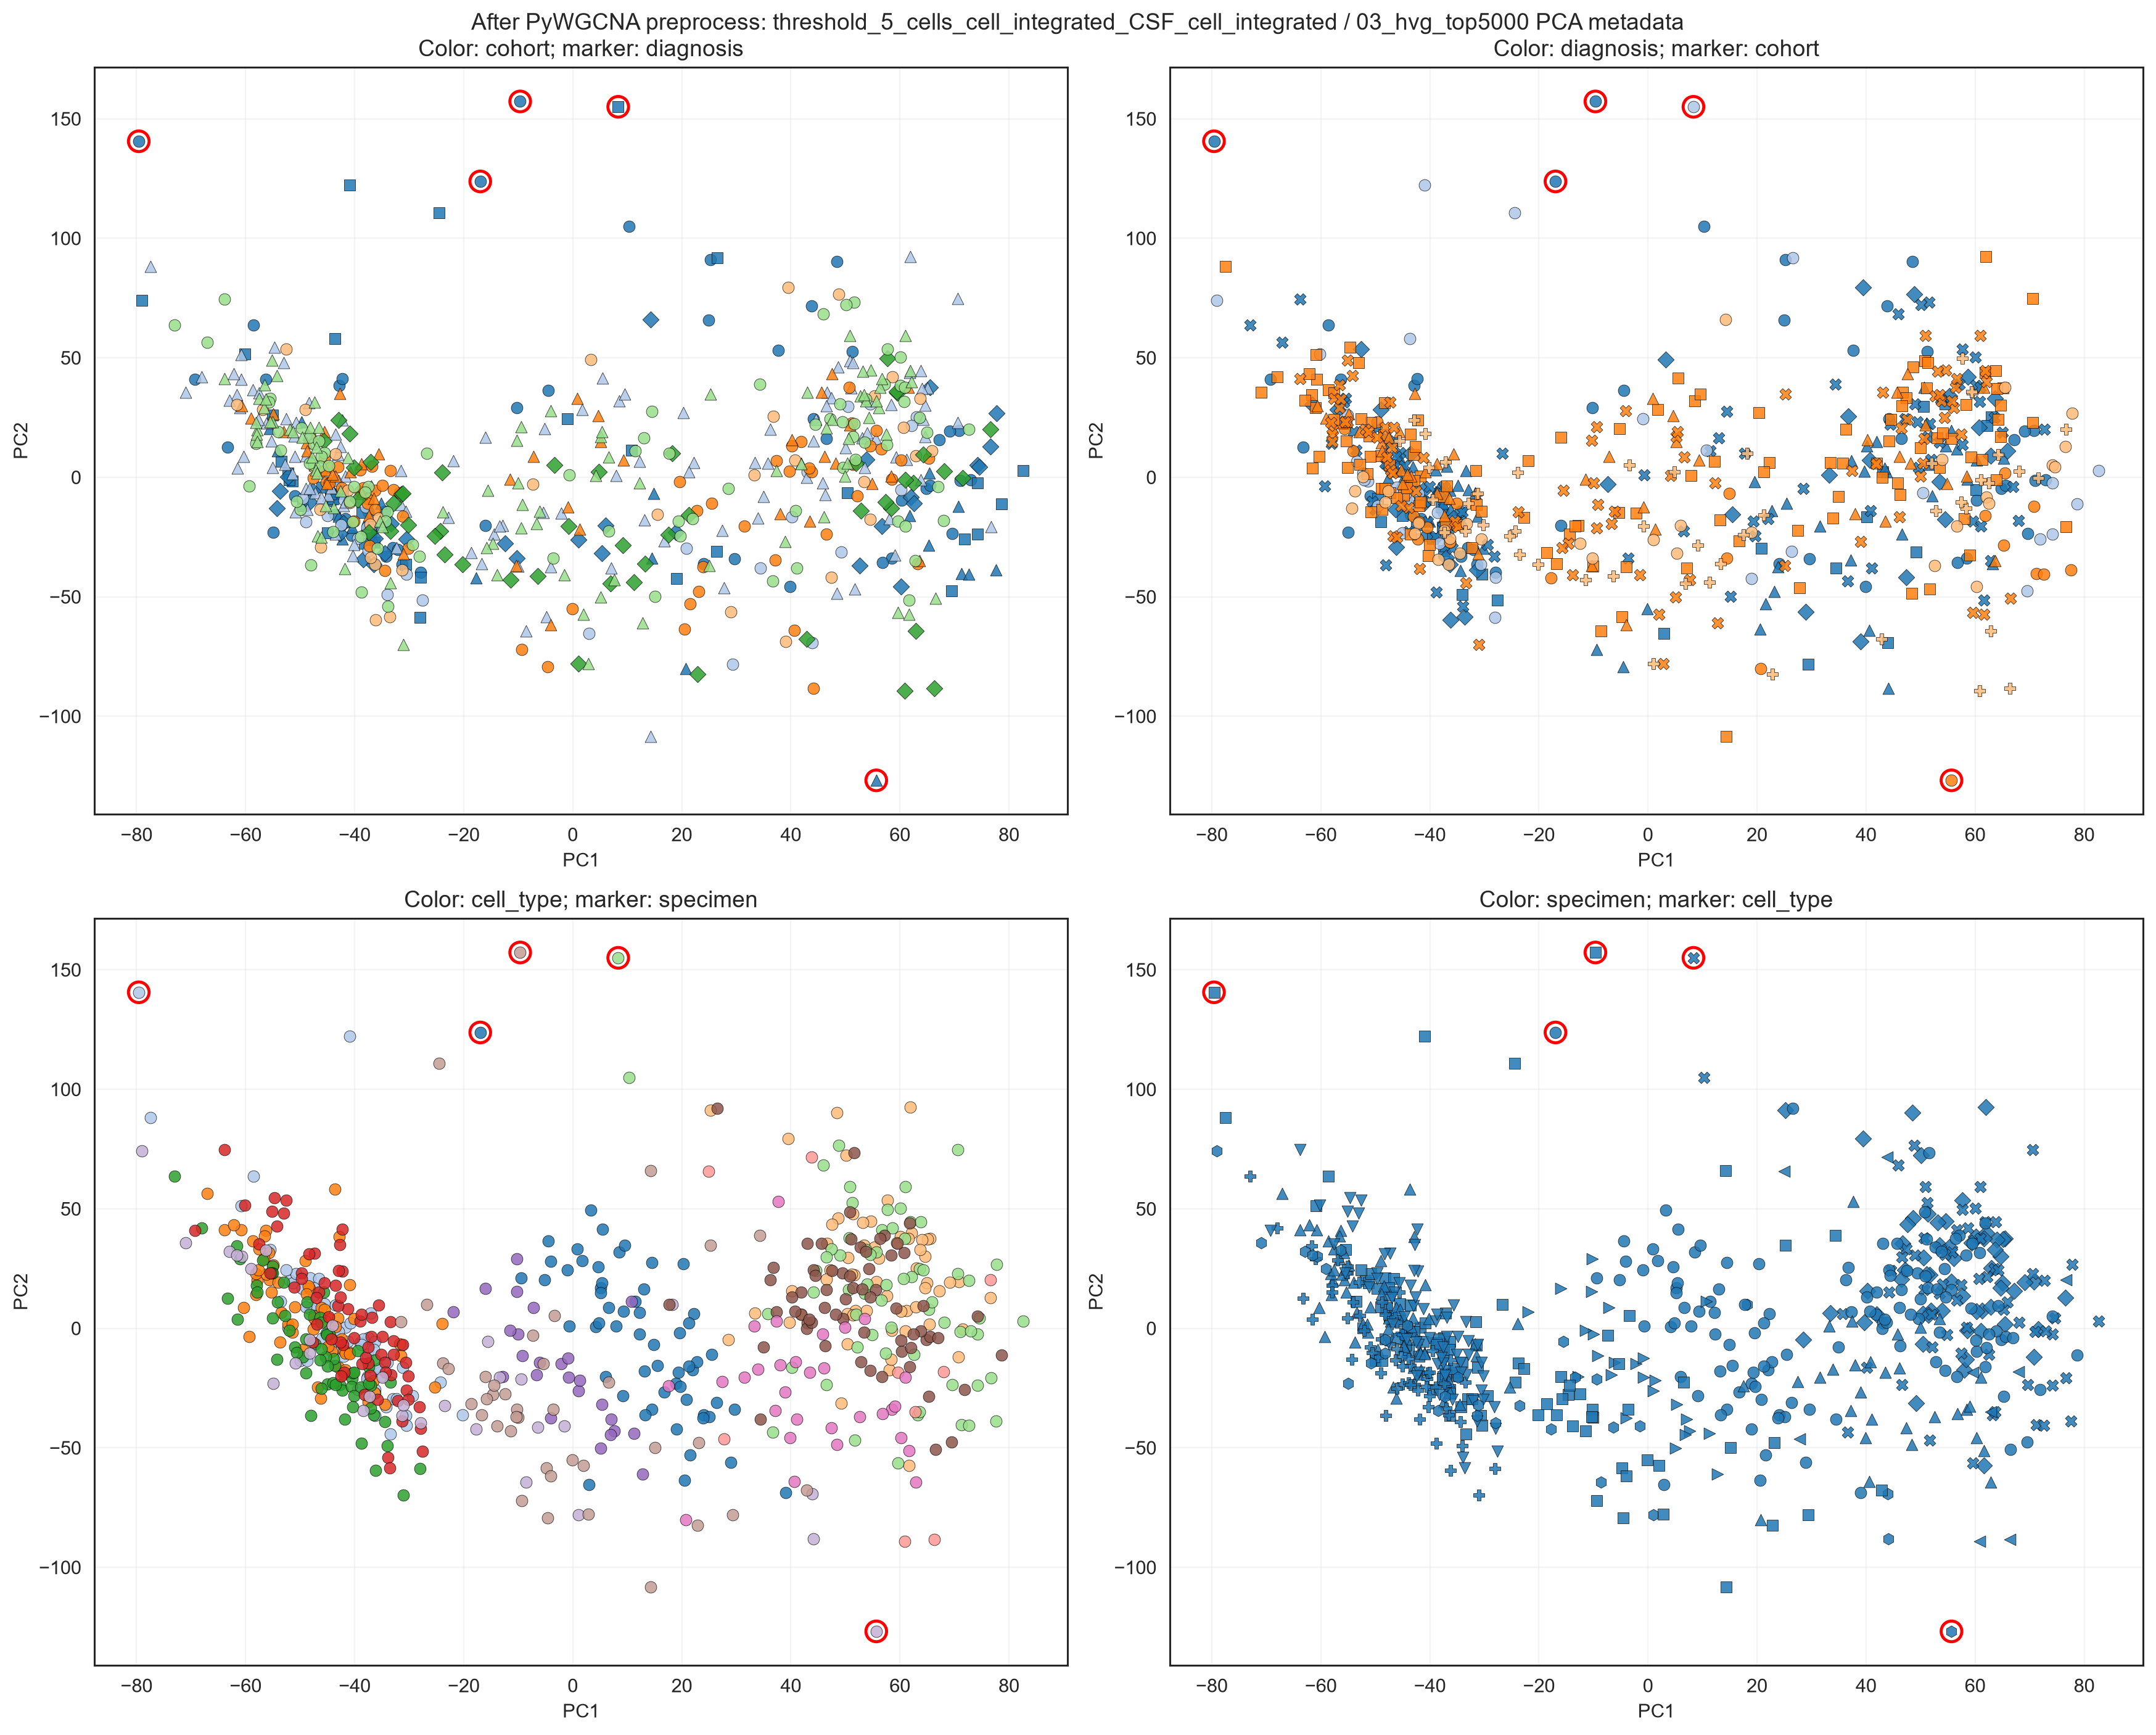 After PyWGCNA preprocess: threshold_5_cells_cell_integrated_CSF_cell_integrated / 03_hvg_top5000 PCA metadata
Color: cohort; marker: diagnosis
150
100
50
0
−50
−100
PC2
−80 −60 −40 −20 0 20 40 60 80
PC1
Color: diagnosis; marker: cohort
150
100
50
0
−50
−100
PC2
−80 −60 −40 −20 0 20 40 60 80
PC1
Color: cell_type; marker: specimen
150
100
50
0
−50
−100
PC2
−80 −60 −40 −20 0 20 40 60 80
PC1
Color: specimen; marker: cell_type
150
100
50
0
−50
−100
PC2
−80 −60 −40 −20 0 20 40 60 80
PC1